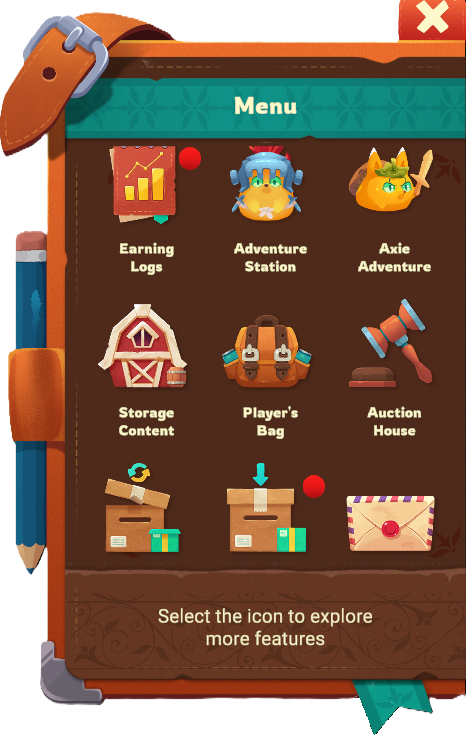 Menu
Earning
Logs
Adventure
Station
Axie
Adventure
Storage
Content
Player's
Bag
Auction
House
Select the icon to explore
more features